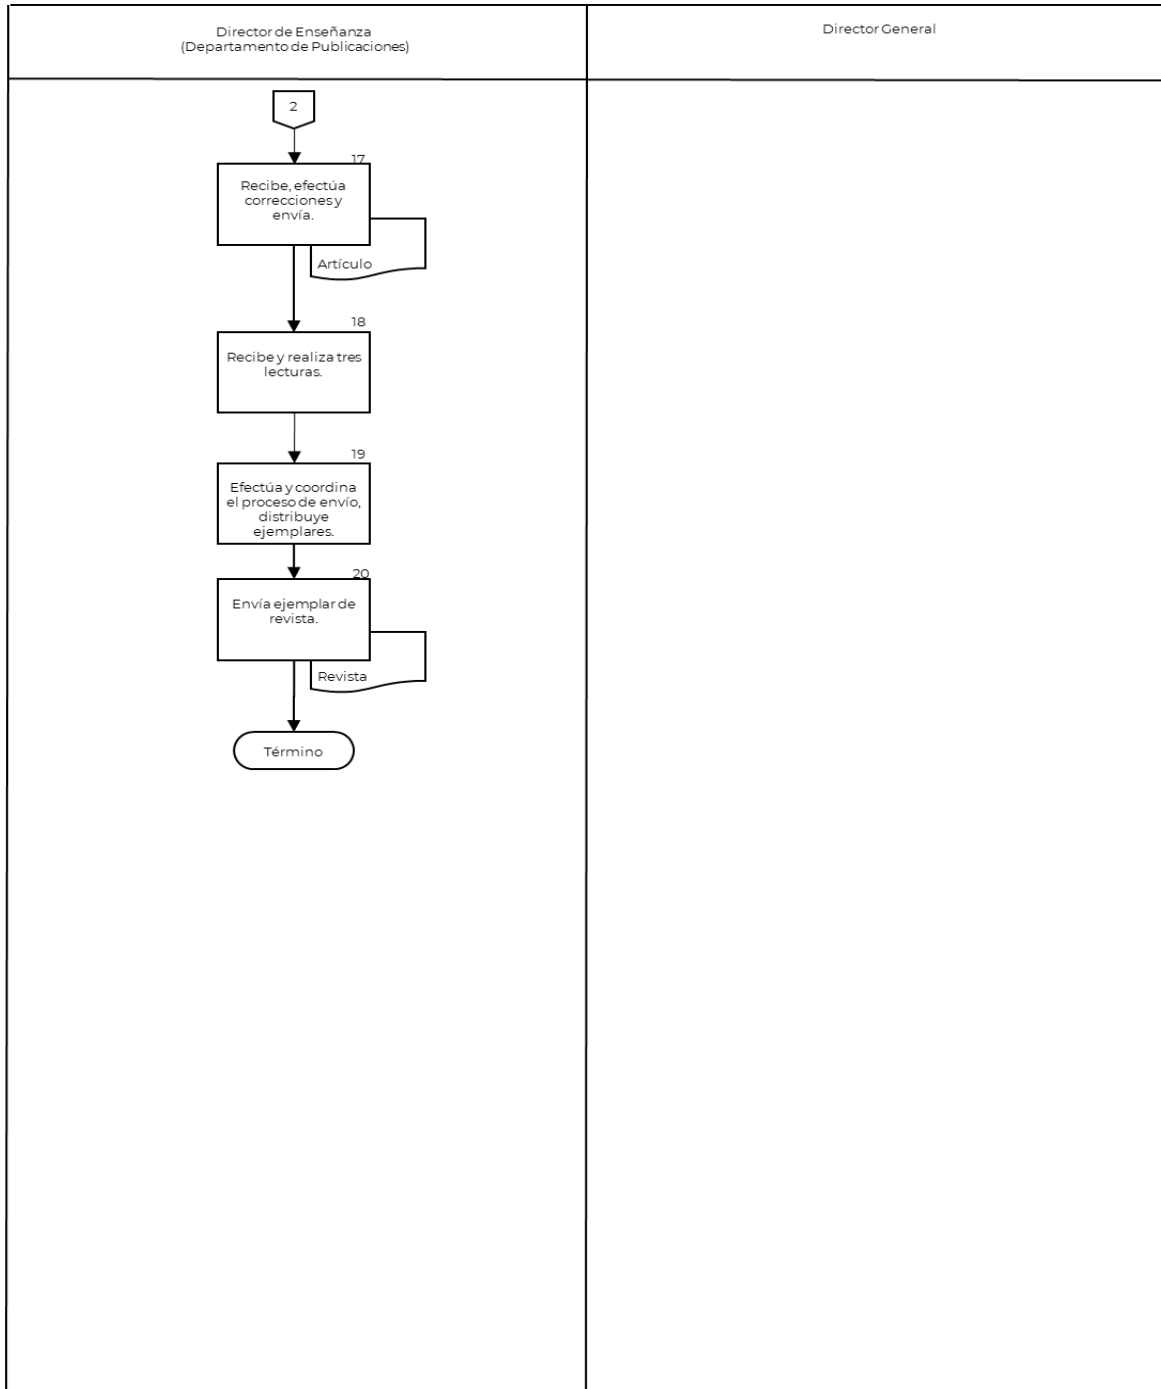 Director de Enseñanza
(Departamento de Publicaciones)
Director General
2
17
Recibe, efectúa
correcciones y
envía.
Artículo
18
Recibe y realiza tres
lecturas.
19
Efectúa y coordina
el proceso de envío,
distribuye
ejemplares.
20
Envía ejemplar de
revista.
Revista
Término